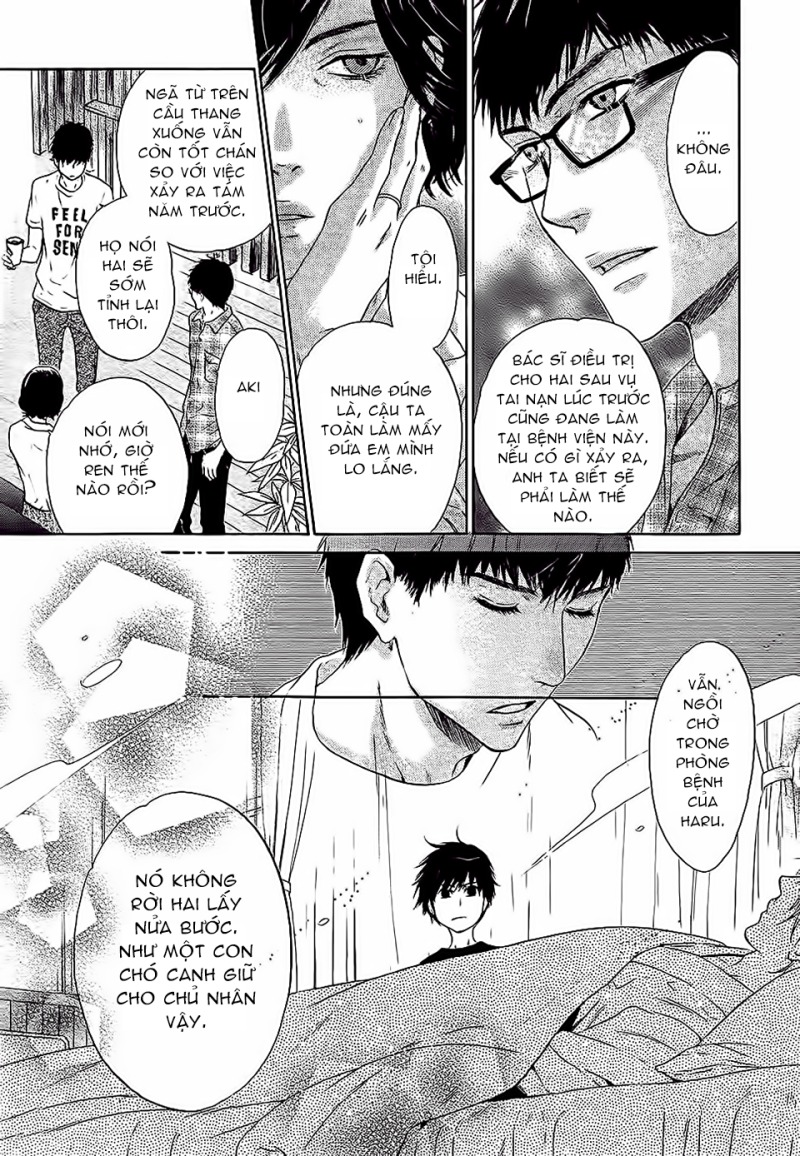 ...
KHÔNG
ĐÂU.
BÁC SĨ ĐIỀU TRỊ
CHO HAI SAU VỤ
TAI NẠN LÚC TRƯỚC
CŨNG ĐANG LÀM
TẠI BỆNH VIỆN NÀY.
NẾU CÓ GÌ XẢY RA,
ANH TA BIẾT SẼ
PHẢI LÀM THẾ
NÀO.
TÔI
HIỂU.
NHƯNG ĐÚNG
LÀ, CẬU TA
TOÀN LÀM MẤY
ĐỨA EM MÌNH
LO LẮNG.
NGÃ TỪ TRÊN
CẦU THANG
XUỐNG VẪN
CÒN TỐT CHÁN
SO VỚI VIỆC
XẢY RA TÁM
NĂM TRƯỚC.
HỌ NÓI
HAI SẼ
SỚM
TỈNH LẠI
THÔI.
FEEL
FOR
SEN
AKI
NÓI MỚI
NHỚ, GIỜ
REN THẾ
NÀO RỒI?
VẪN.
NGỒI
CHỜ
TRONG
PHÒNG
BỆNH
CỦA
HARU.
NÓ KHÔNG
RỜI HAI LẤY
NỬA BƯỚC.
NHƯ MỘT CON
CHÓ CANH GIỮ
CHO CHỦ NHÂN
VẬY.